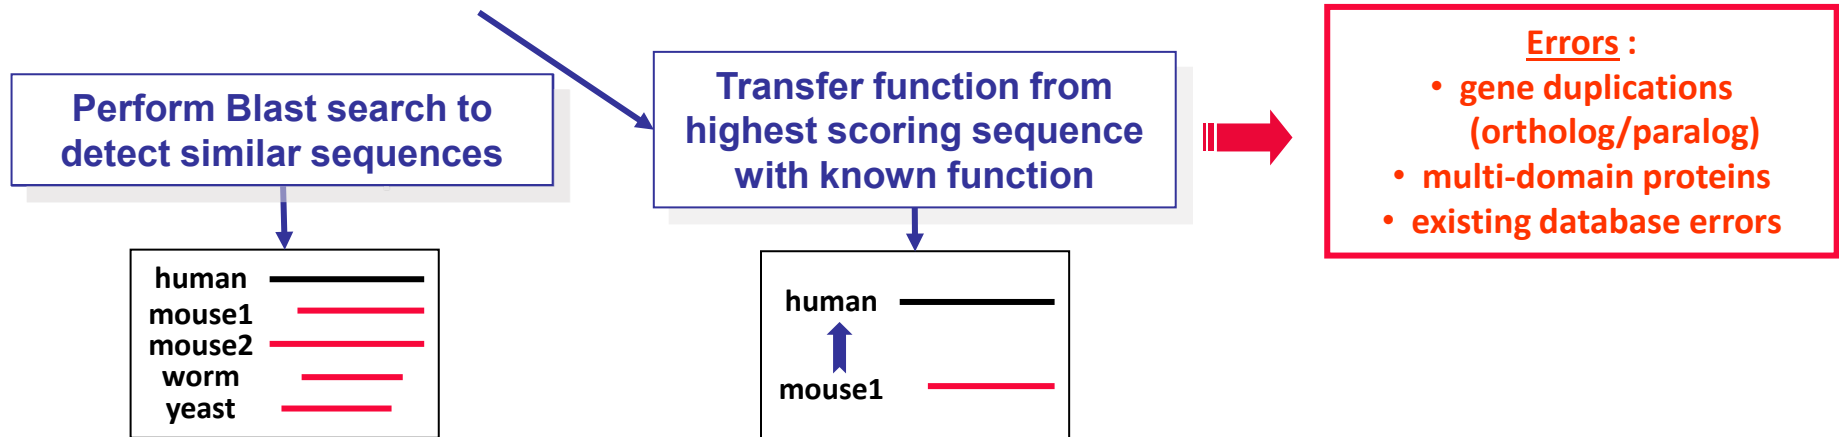 Perform Blast search to
detect similar sequences
human
mouse1
mouse2
worm
yeast
Transfer function from
highest scoring sequence
with known function
human
mouse1
Errors :
• gene duplications
(ortholog/paralog)
• multi-domain proteins
• existing database errors